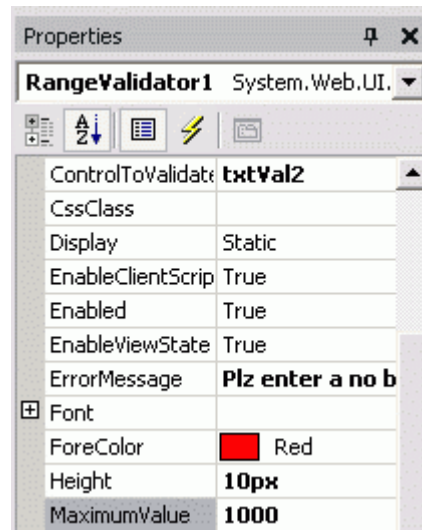 Properties
RangeValidator1 System.Web.UI.
ControlToValidate txtVal2
CssClass
Display Static
EnableClientScrip True
Enabled True
EnableViewState True
ErrorMessage Plz enter a no b
Font
ForeColor Red
Height 10px
MaximumValue 1000